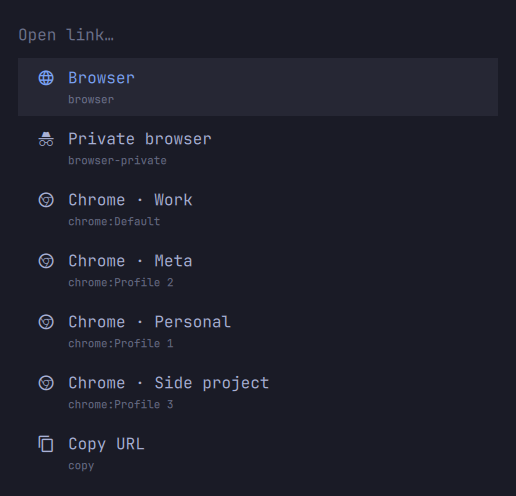 Open link…
Browser
browser
Private browser
browser-private
Chrome · Work
chrome:Default
Chrome · Meta
chrome:Profile 2
Chrome · Personal
chrome:Profile 1
Chrome · Side project
chrome:Profile 3
Copy URL
copy